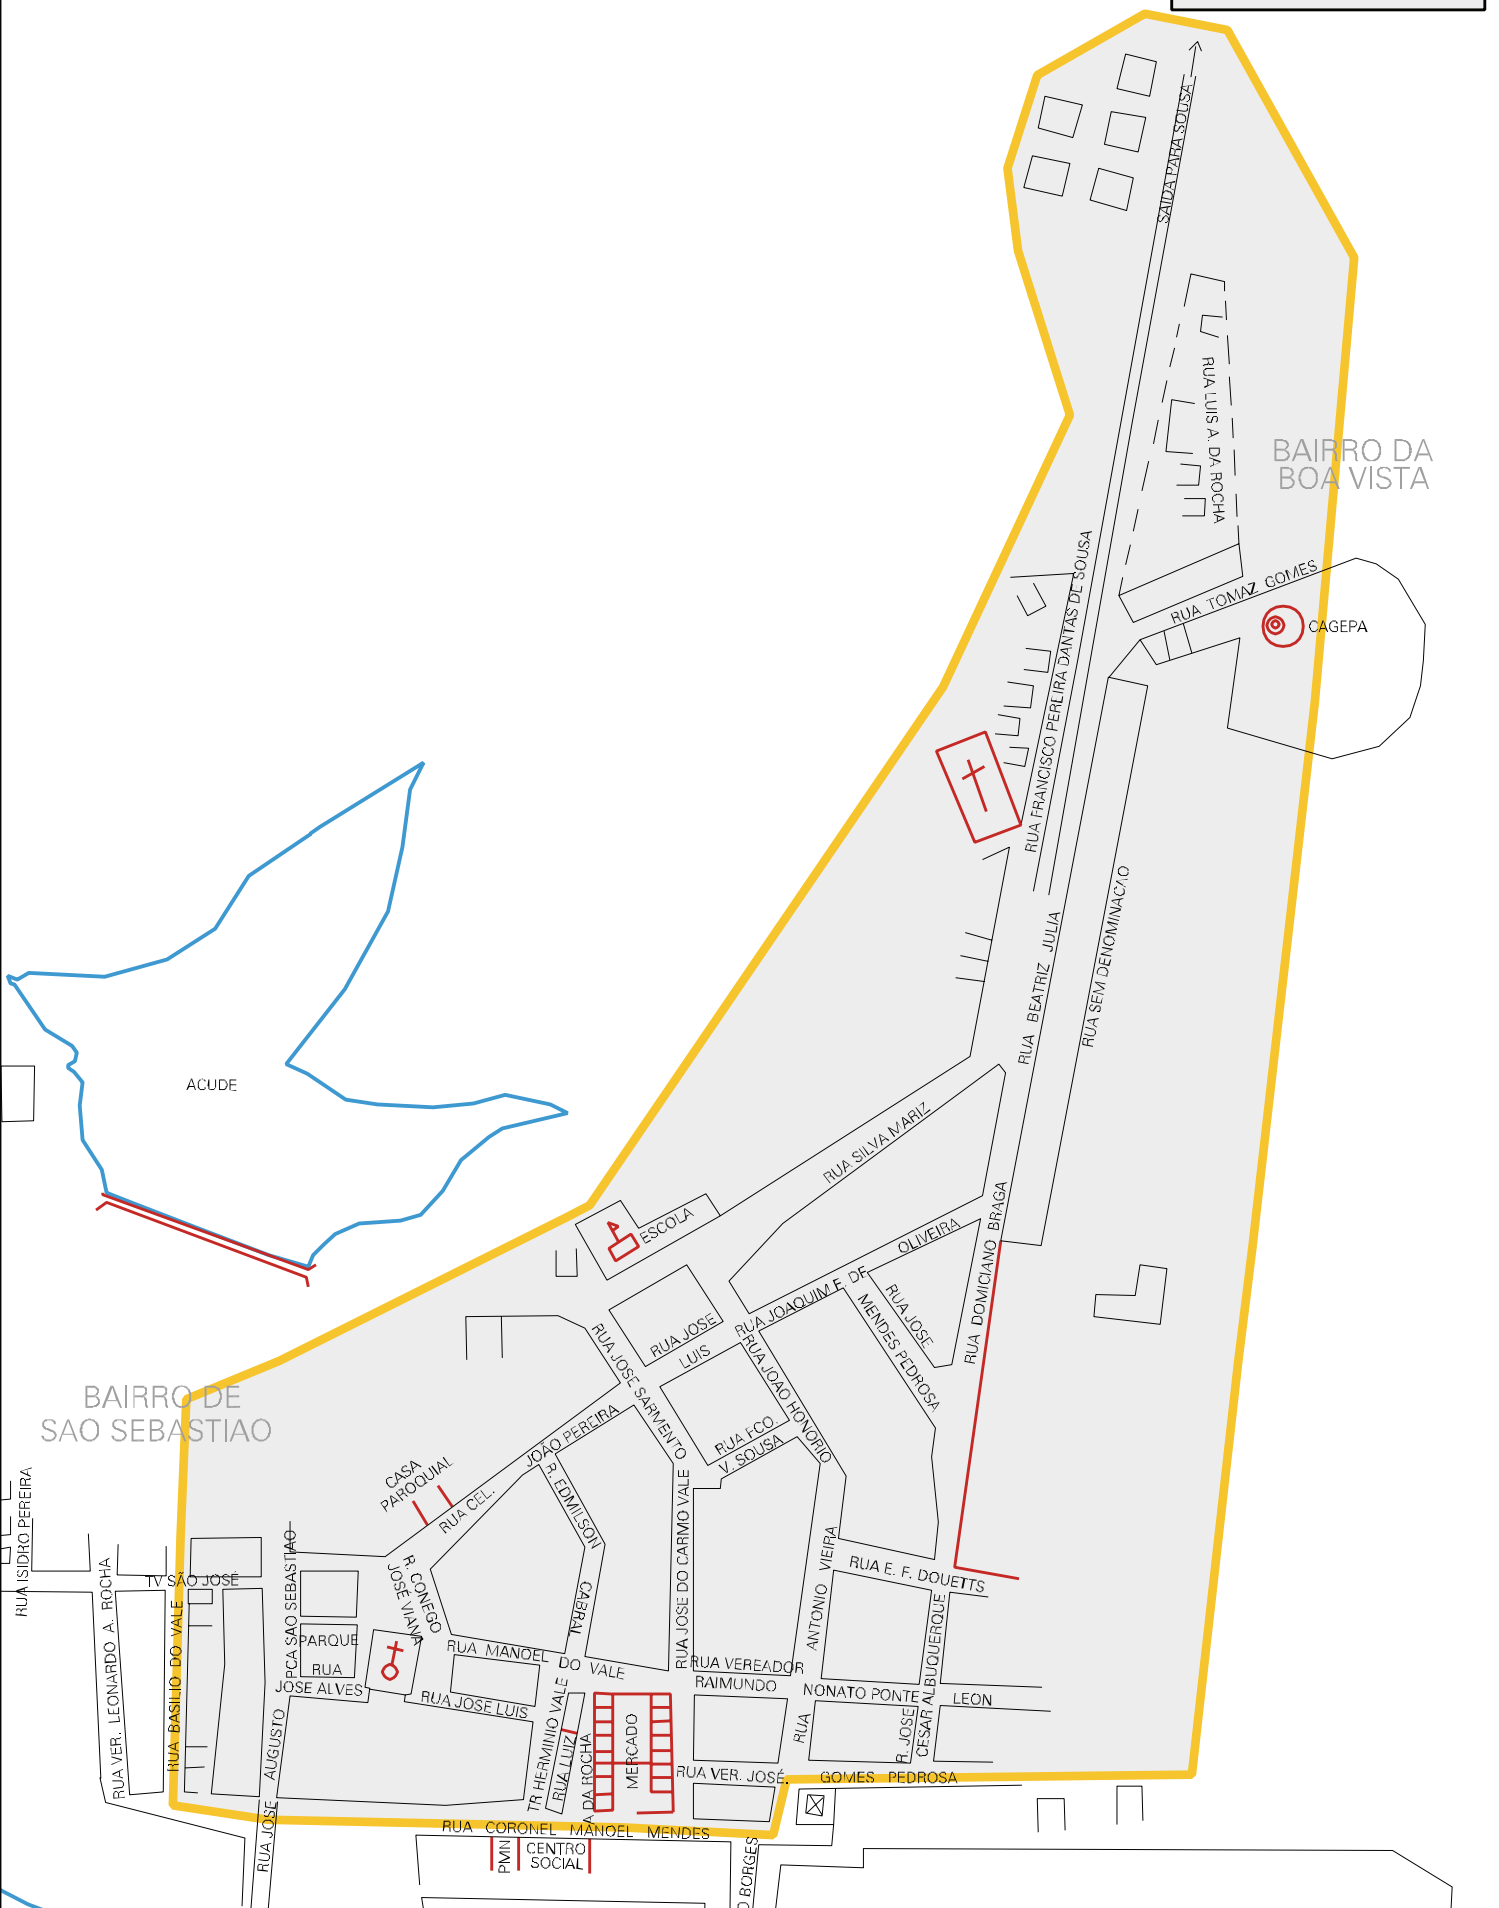 SAIDA PARA SOUSA
RUA LUIS A. DA ROCHA
BAIRRO DA
BOA VISTA
RUA FRANCISCO PEREIRA DANTAS DE SOUSA
RUA TOMAZ GOMES
CAGEPA
RUA BEATRIZ JULIA
RUA SEM DENOMINACAO
ACUDE
RUA SILVA MARIZ
ESCOLA
RUA JOAQUIM F. DE OLIVEIRA
RUA DOMICIANO BRAGA
RUA JOSE
MENDES PEDROSA
RUA JOSE
LUIS
RUA JOSE SARMENTO
RUA JOAO HONORIO
BAIRRO DE
SAO SEBASTIAO
RUA FCO.
V. SOUSA
CASA
PAROQUIAL
RUA CEL. JOAO PEREIRA
R. EDMILSON
CABRAL
RUA JOSE DO CARMO VALE
RUA ISIDRO PEREIRA
RUA VER. LEONARDO A. ROCHA
TV SÃO JOSÉ
RUA BASILIO DO VALE
PCA SAO SEBASTIAO
R. CONEGO
JOSÉ VIANA
PARQUE
RUA
JOSE ALVES
RUA MANOEL DO VALE
RUA JOSE LUIS
RUA E. F. DOUETTS
RUA ANTONIO VIEIRA
RUA VEREADOR
RAIMUNDO NONATO PONTE LEON
R. JOSE
CESAR ALBUQUERQUE
TR HERMINIO VALE
RUA LUIZ
A DA ROCHA
MERCADO
RUA VER. JOSÉ. GOMES PEDROSA
RUA JOSE AUGUSTO
RUA CORONEL MANOEL MENDES
PMN
CENTRO
SOCIAL
O BORGES